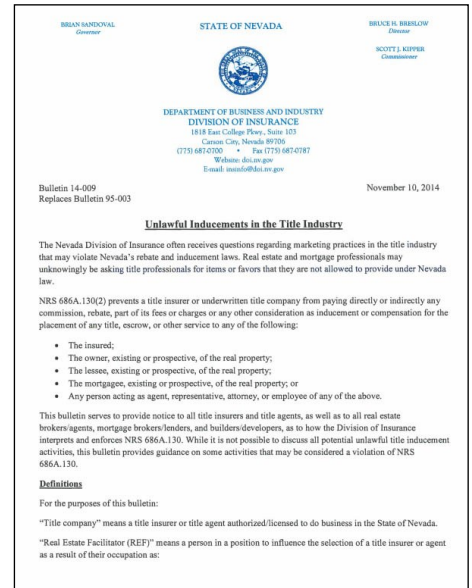 BRIAN SANDOVAL
Governor
STATE OF NEVADA
BRUCE H. BRESLOW
Director
SCOTT J. KIPPER
Commissioner
DEPARTMENT OF BUSINESS AND INDUSTRY
DIVISION OF INSURANCE
1818 East College Pkwy., Suite 103
Carson City, Nevada 89706
(775) 687-0700 • Fax (775) 687-0787
Website: doi.nv.gov
E-mail: insinfo@doi.nv.gov
Bulletin 14-009
November 10, 2014
Replaces Bulletin 95-003
Unlawful Inducements in the Title Industry
The Nevada Division of Insurance often receives questions regarding marketing practices in the title industry
that may violate Nevada's rebate and inducement laws. Real estate and mortgage professionals may
unknowingly be asking title professionals for items or favors that they are not allowed to provide under Nevada
law.
NRS 686A.130(2) prevents a title insurer or underwritten title company from paying directly or indirectly any
commission, rebate, part of its fees or charges or any other consideration as inducement or compensation for the
placement of any title, escrow, or other service to any of the following:
• The insured;
• The owner, existing or prospective, of the real property;
• The lessee, existing or prospective, of the real property;
• The mortgagee, existing or prospective, of the real property; or
• Any person acting as agent, representative, attorney, or employee of any of the above.
This bulletin serves to provide notice to all title insurers and title agents, as well as to all real estate
brokers/agents, mortgage brokers/lenders, and builders/developers, as to how the Division of Insurance
interprets and enforces NRS 686A.130. While it is not possible to discuss all potential unlawful title inducement
activities, this bulletin provides guidance on some activities that may be considered a violation of NRS
686A.130.
Definitions
For the purposes of this bulletin:
"Title company" means a title insurer or title agent authorized/licensed to do business in the State of Nevada.
"Real Estate Facilitator (REF)" means a person in a position to influence the selection of a title insurer or agent
as a result of their occupation as: